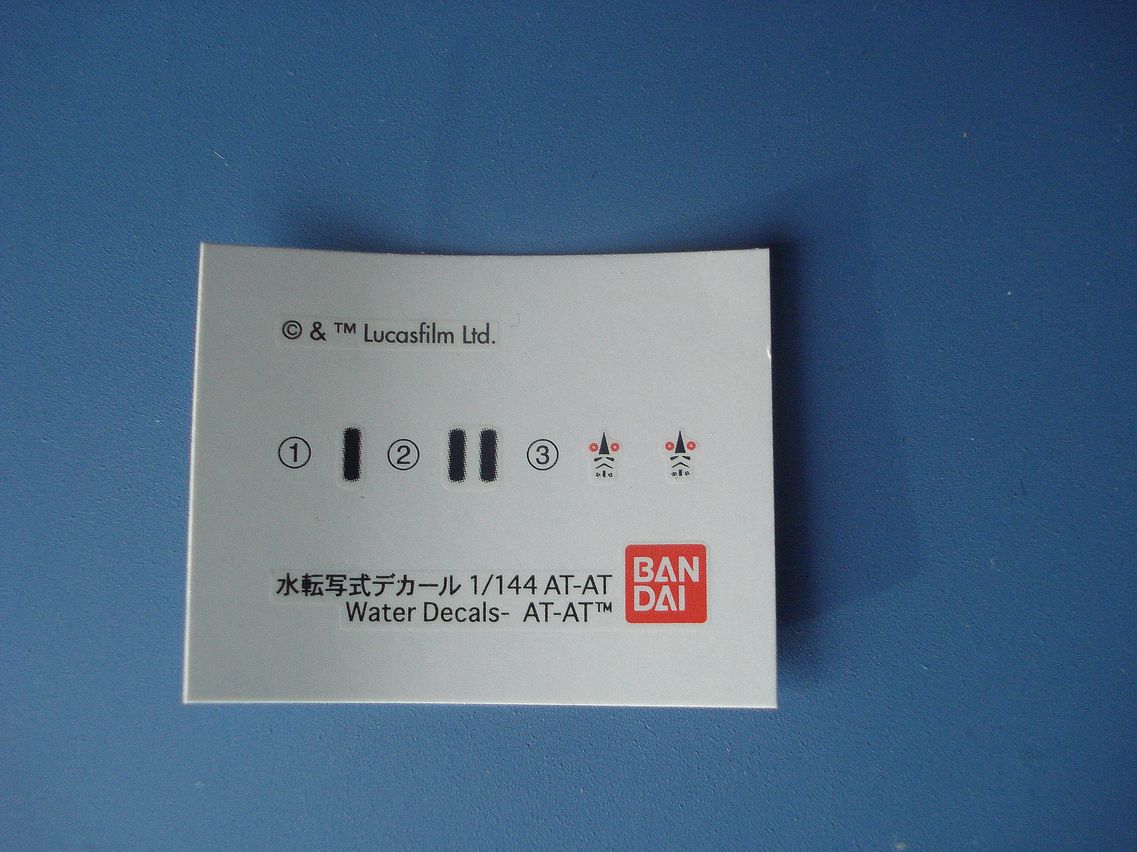 © & ™ Lucasfilm Ltd.
① ② ③
水転写式デカール 1/144 AT-AT
Water Decals- AT-AT™
BAN
DAI